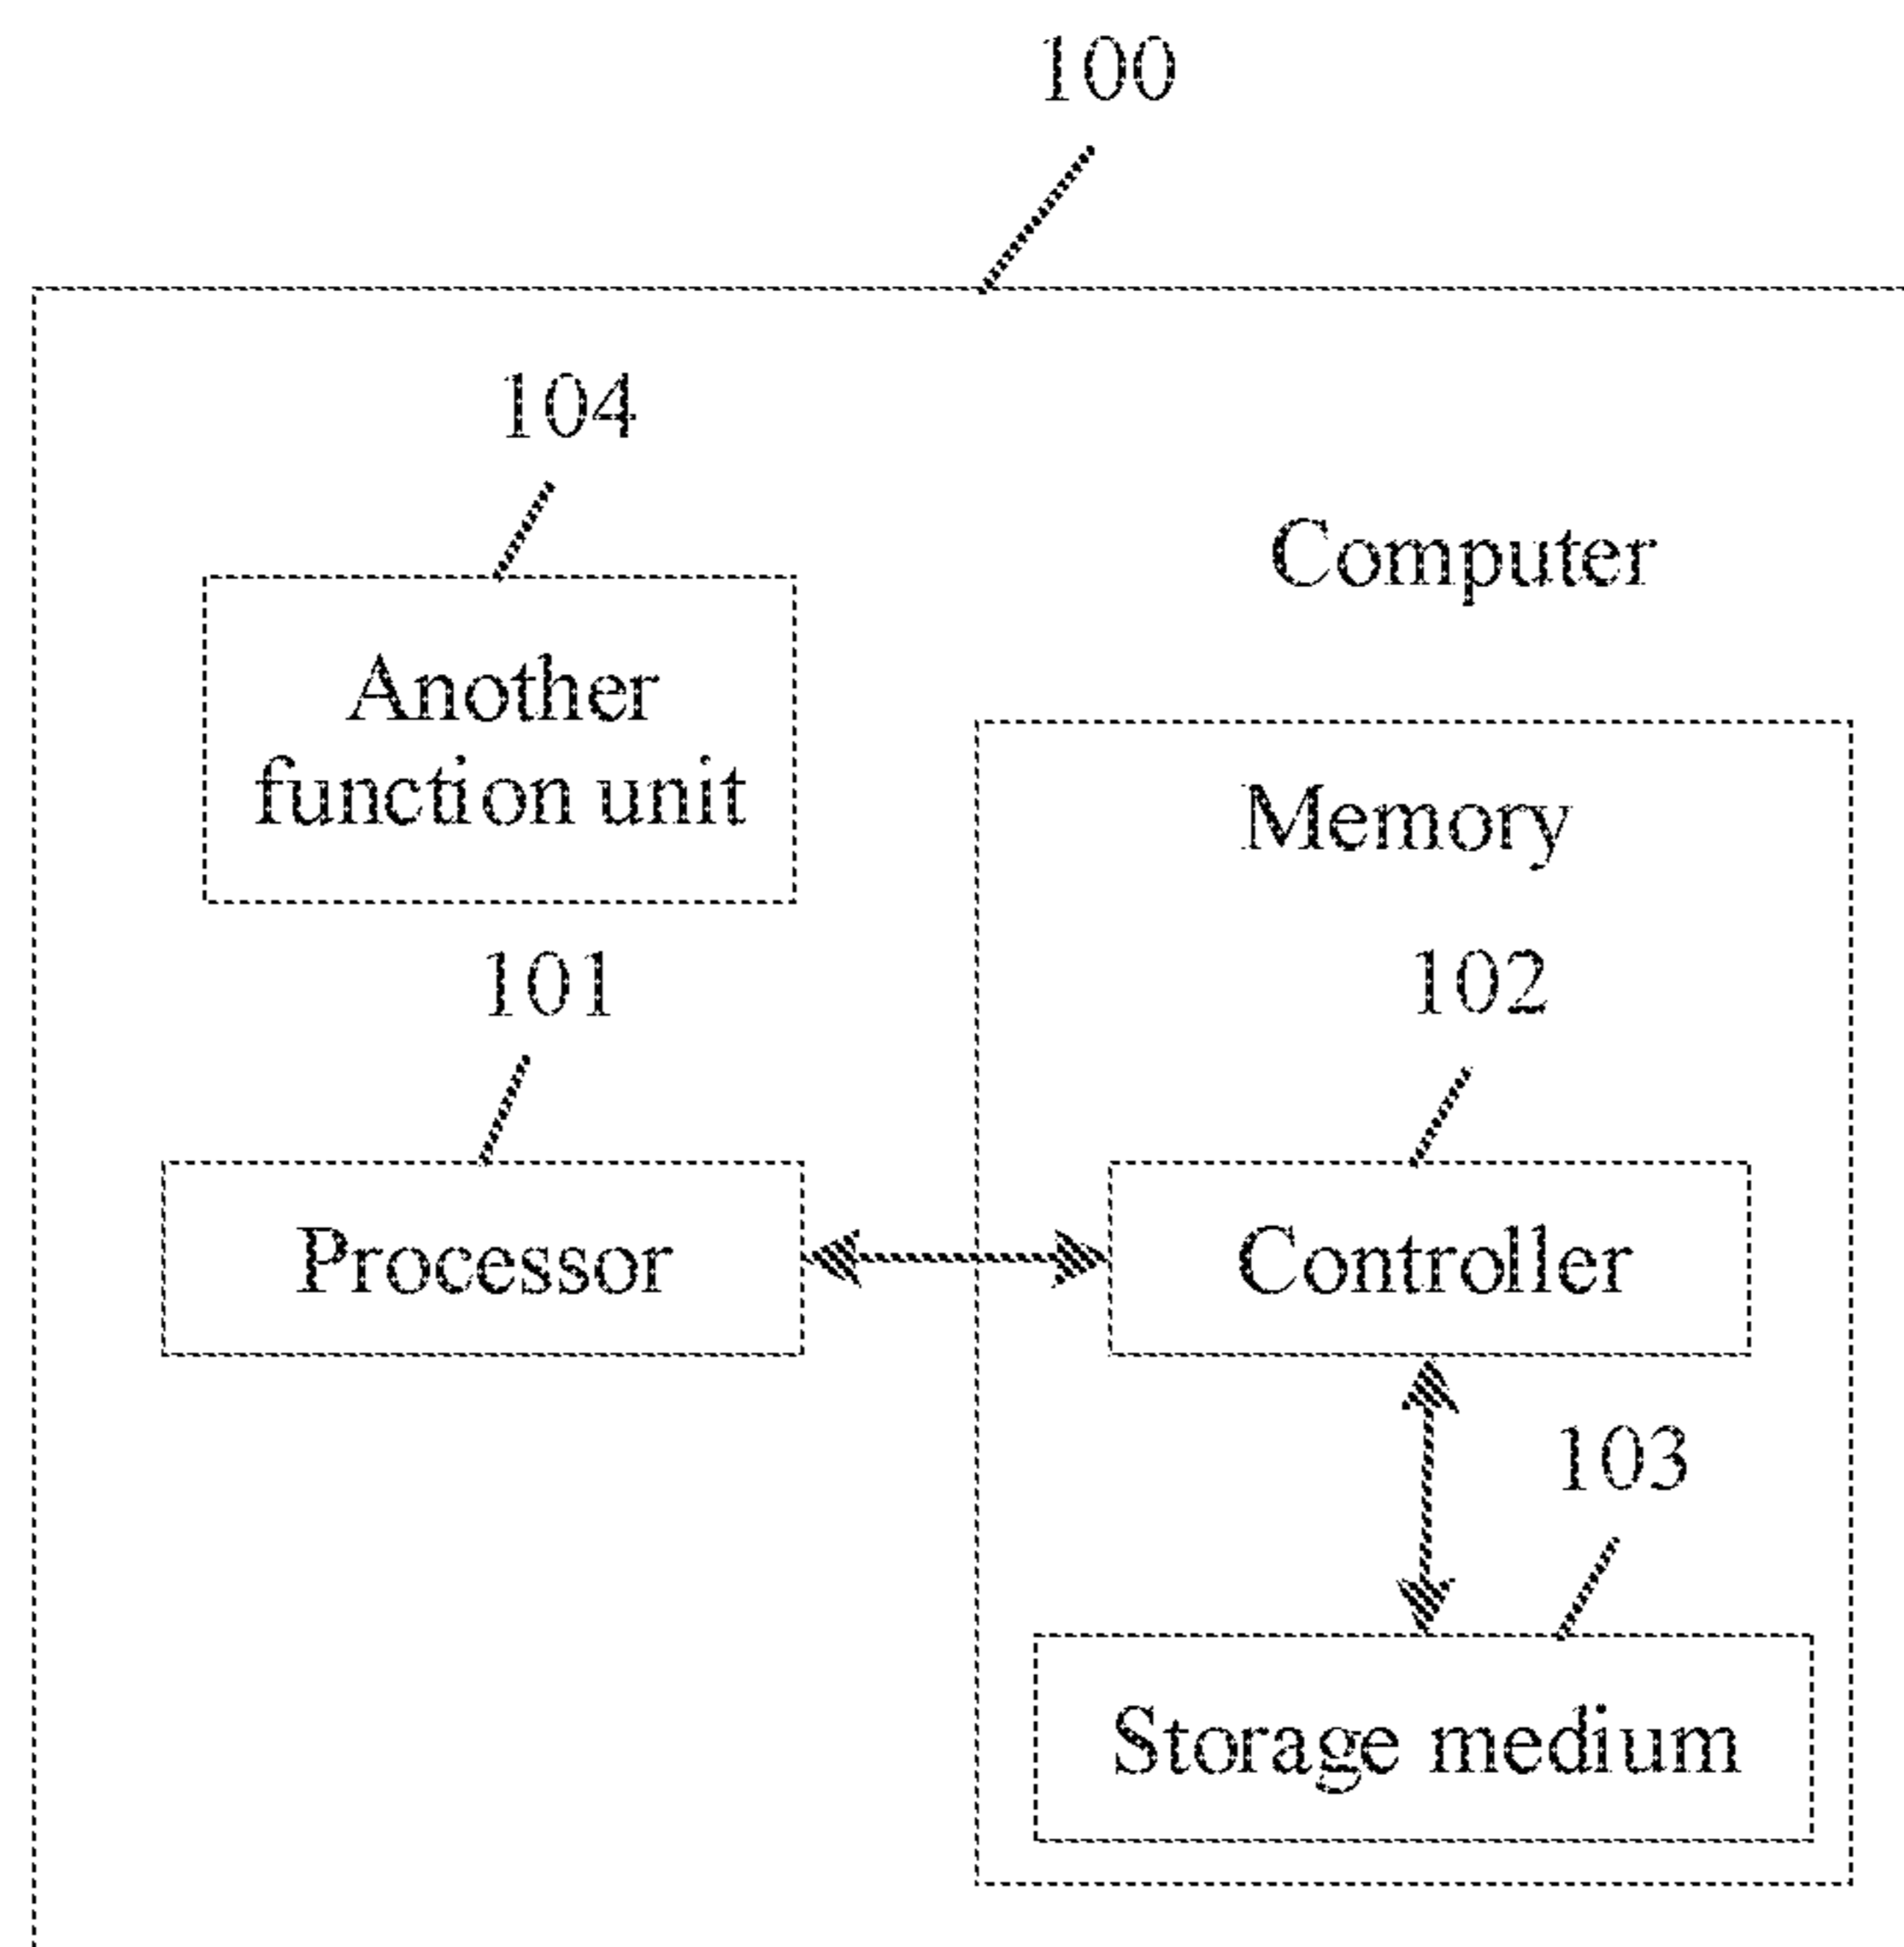 100
104
Computer
Another
function unit
Memory
101
102
Processor
Controller
103
Storage medium